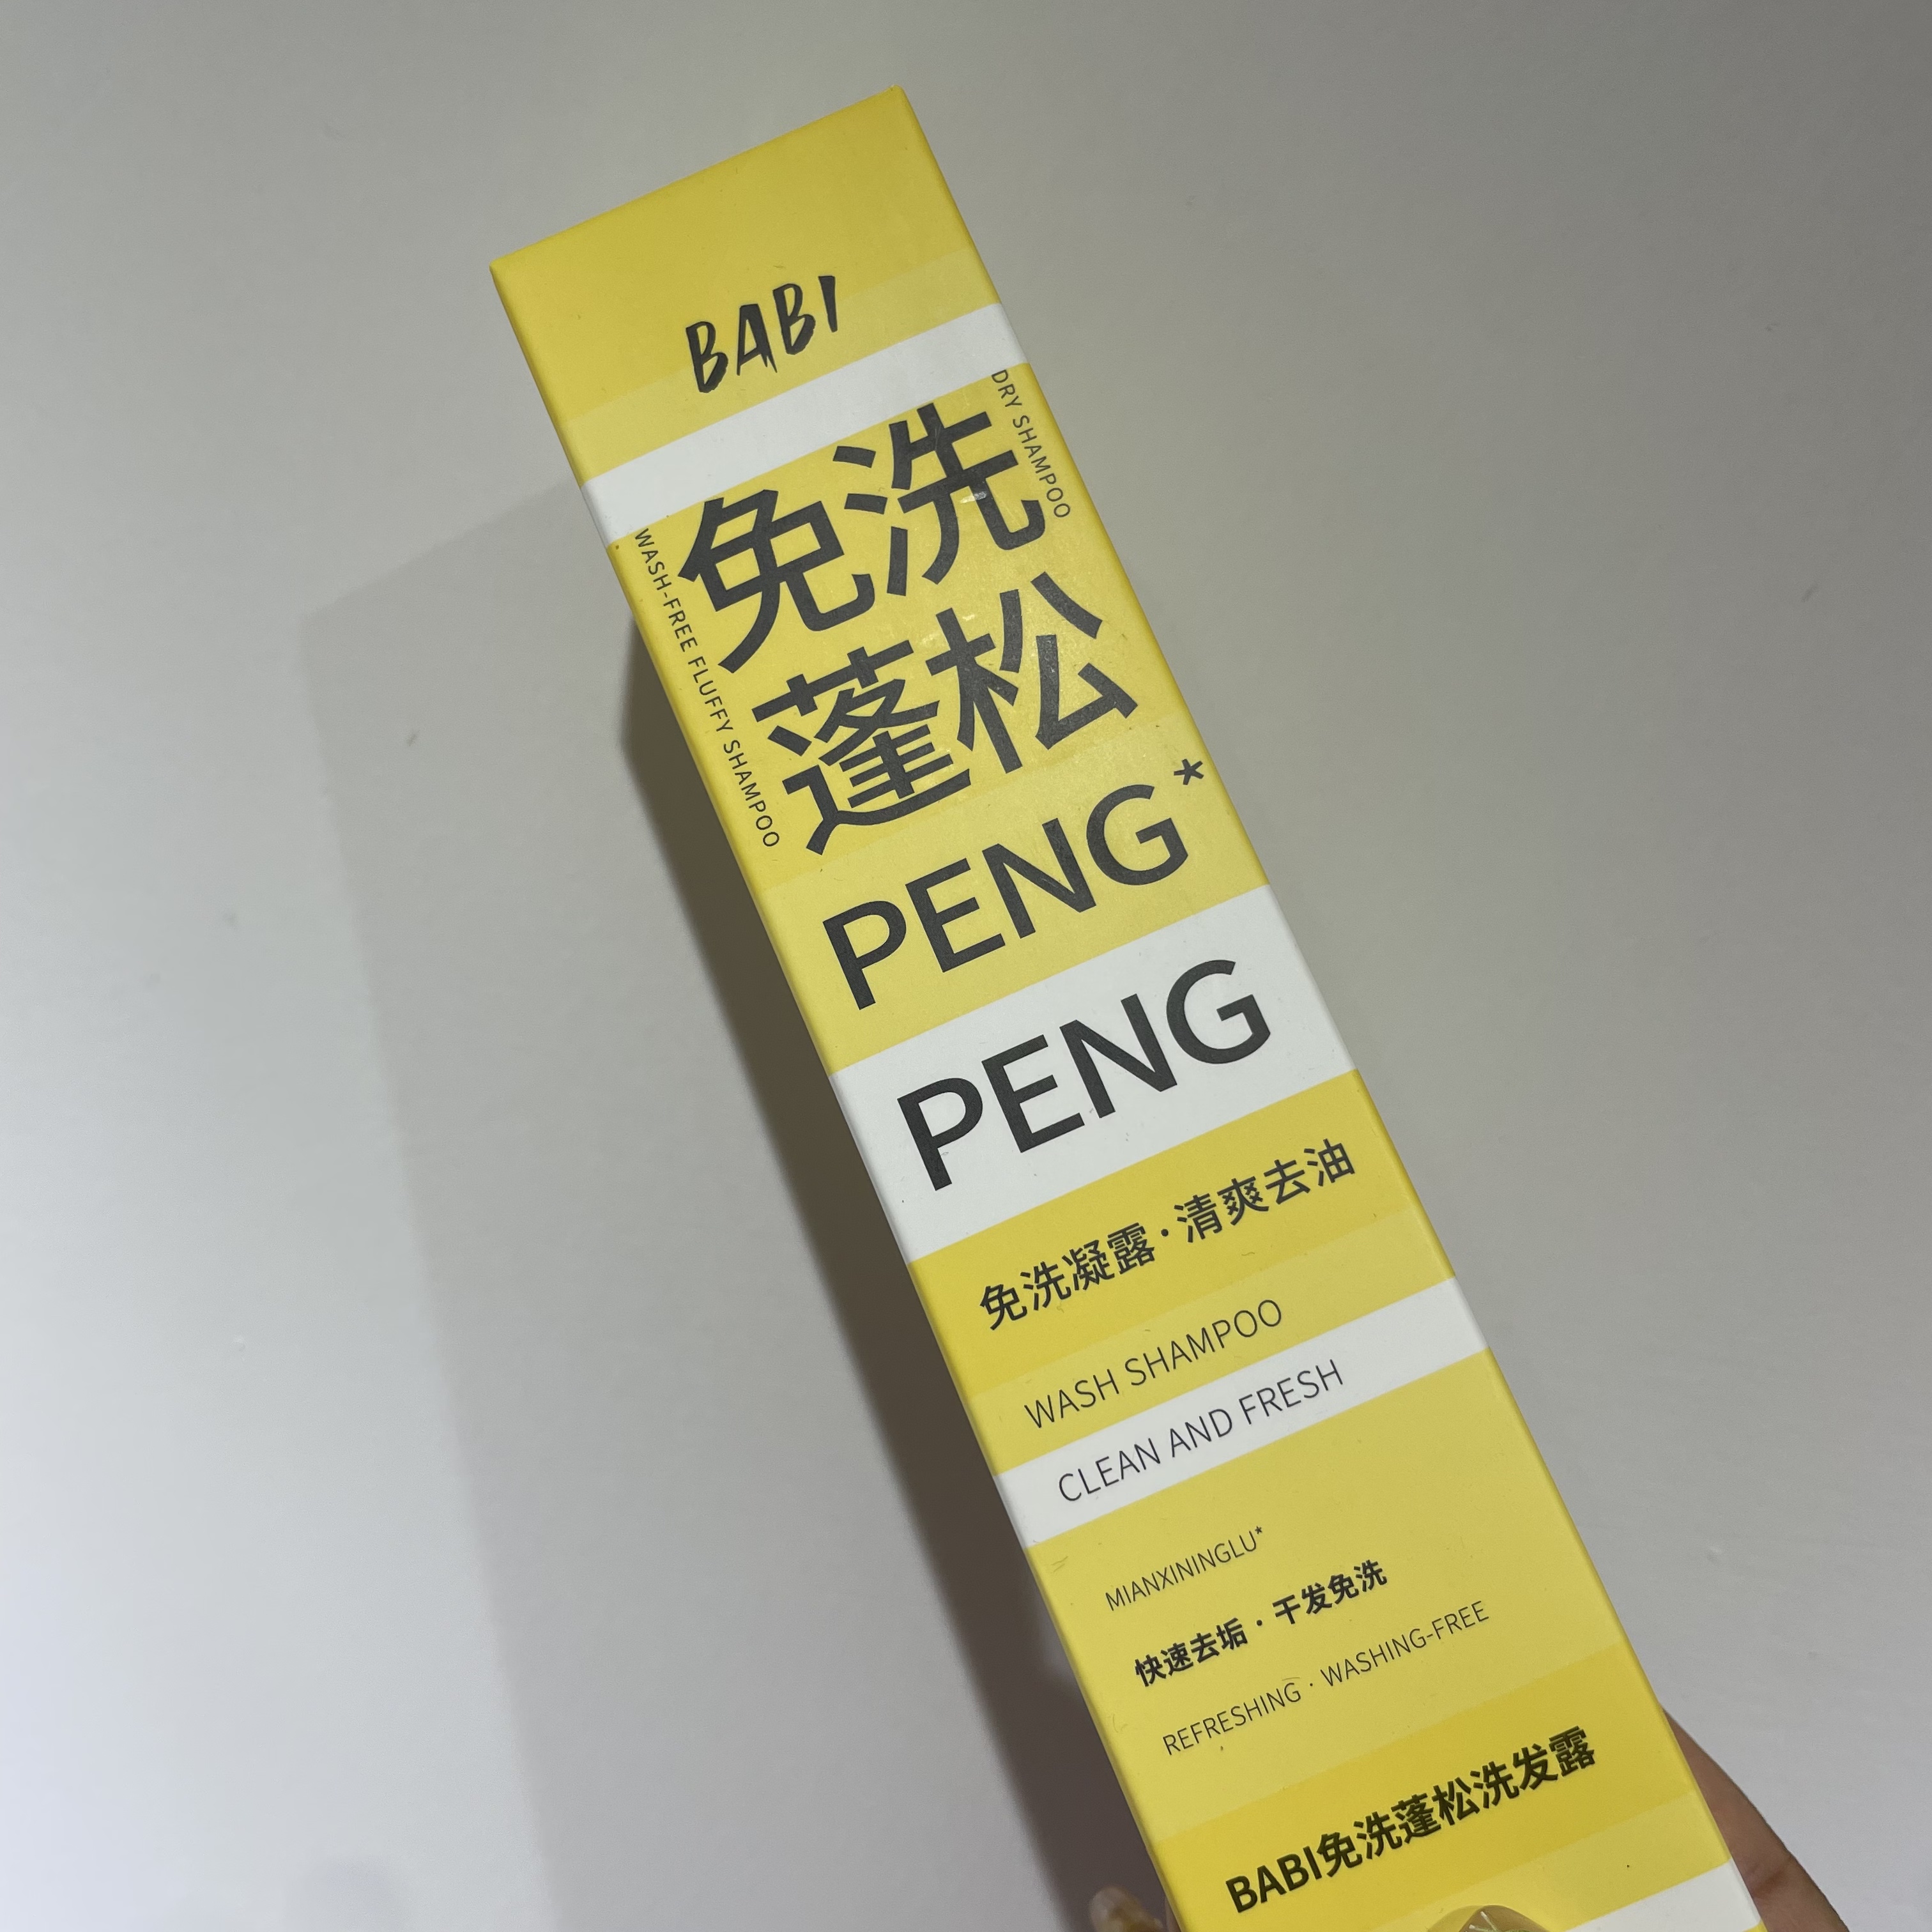 BABI
DRY SHAMPOO
免洗
WASH-FREE FLUFFY SHAMPOO
蓬松
PENG*
PENG
免洗凝露·清爽去油
WASH SHAMPOO
CLEAN AND FRESH
MIANXININGLU*
快速去垢·干发免洗
REFRESHING · WASHING-FREE
BABI免洗蓬松洗发露